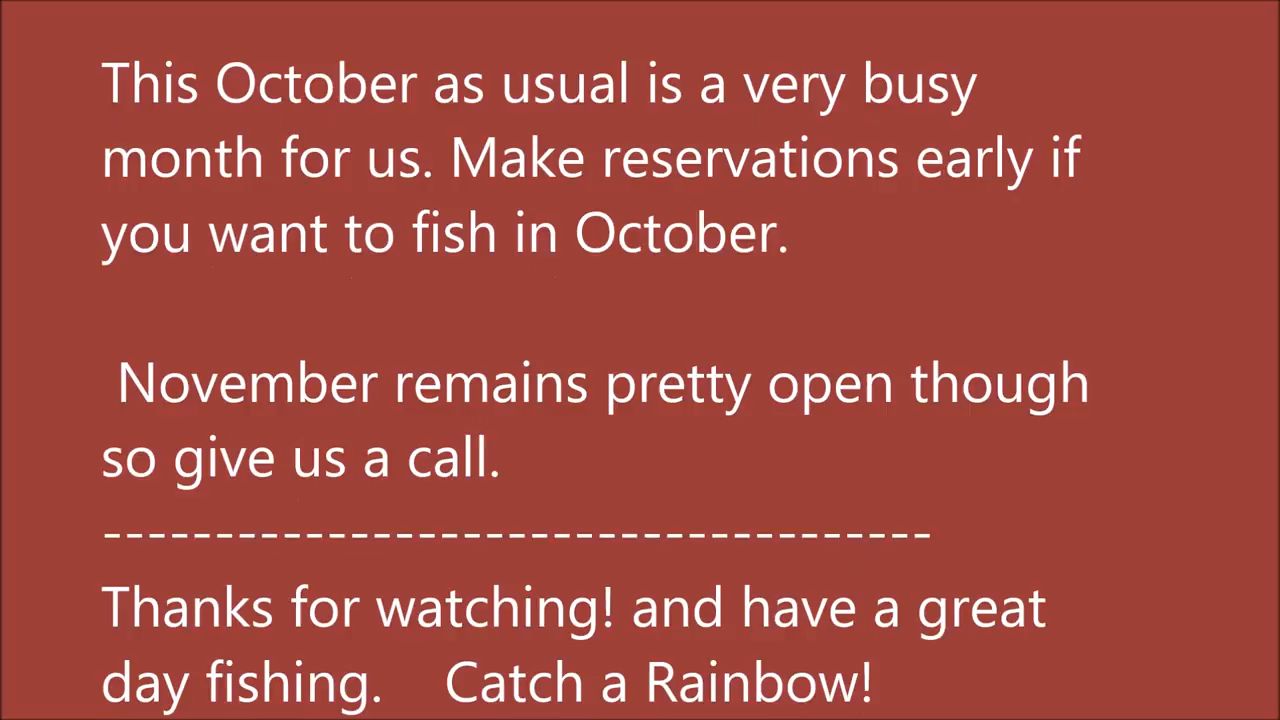 This October as usual is a very busy
month for us. Make reservations early if
you want to fish in October.
November remains pretty open though
so give us a call.
-------------------------------------
Thanks for watching! and have a great
day fishing.    Catch a Rainbow!